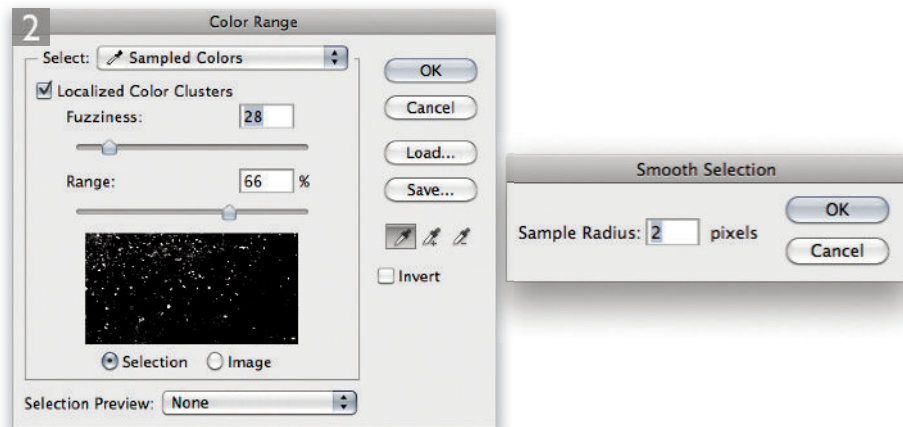 2
Color Range
Select: Sampled Colors
Localized Color Clusters
Fuzziness: 28
Range: 66 %
Selection Image
Selection Preview: None
OK
Cancel
Load...
Save...
Invert
Smooth Selection
Sample Radius: 2 pixels
OK
Cancel